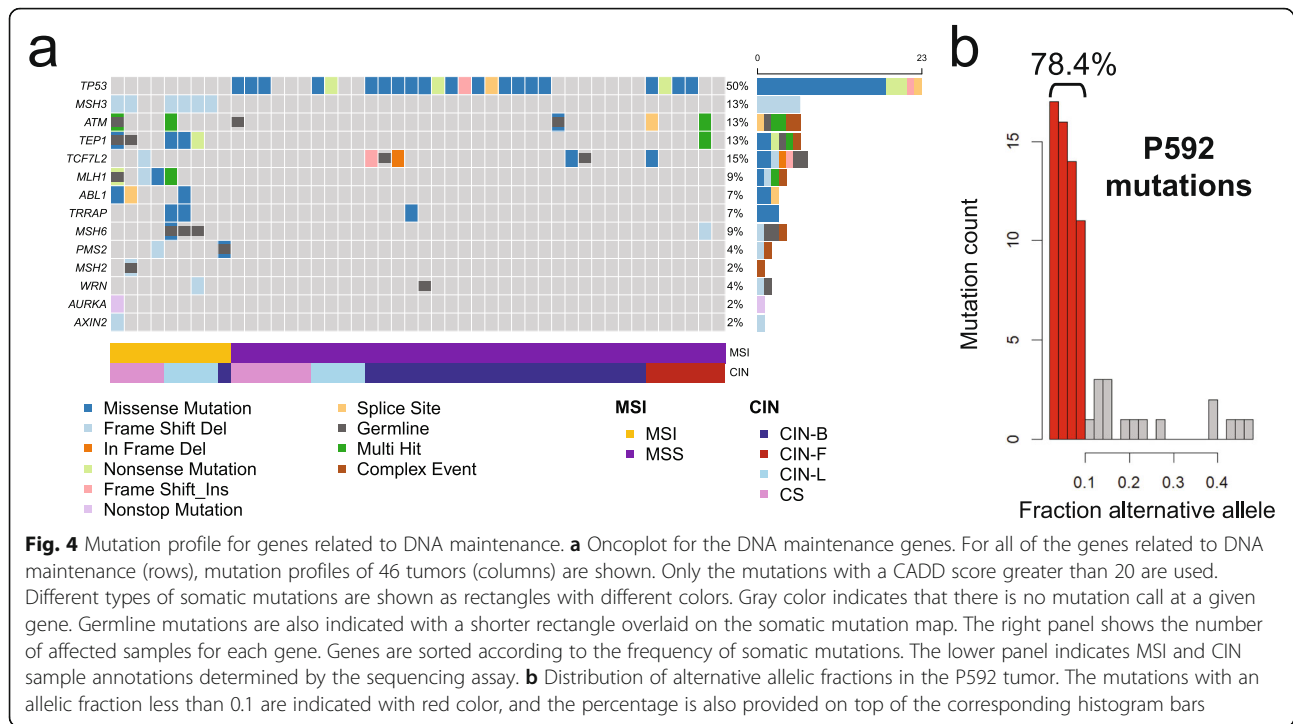 a
0 23
TP53 50%
MSH3 13%
ATM 13%
TEP1 13%
TCF7L2 15%
MLH1 9%
ABL1 7%
TRRAP 7%
MSH6 9%
PMS2 4%
MSH2 2%
WRN 4%
AURKA 2%
AXIN2 2%
MSI
CIN
Missense Mutation
Frame Shift Del
In Frame Del
Nonsense Mutation
Frame Shift_Ins
Nonstop Mutation
Splice Site
Germline
Multi Hit
Complex Event
MSI
MSI
MSS
CIN
CIN-B
CIN-F
CIN-L
CS
b
78.4%
P592
mutations
Mutation count
15
10
5
0
0.1 0.2 0.3 0.4
Fraction alternative allele
Fig. 4 Mutation profile for genes related to DNA maintenance. a Oncoplot for the DNA maintenance genes. For all of the genes related to DNA
maintenance (rows), mutation profiles of 46 tumors (columns) are shown. Only the mutations with a CADD score greater than 20 are used.
Different types of somatic mutations are shown as rectangles with different colors. Gray color indicates that there is no mutation call at a given
gene. Germline mutations are also indicated with a shorter rectangle overlaid on the somatic mutation map. The right panel shows the number
of affected samples for each gene. Genes are sorted according to the frequency of somatic mutations. The lower panel indicates MSI and CIN
sample annotations determined by the sequencing assay. b Distribution of alternative allelic fractions in the P592 tumor. The mutations with an
allelic fraction less than 0.1 are indicated with red color, and the percentage is also provided on top of the corresponding histogram bars